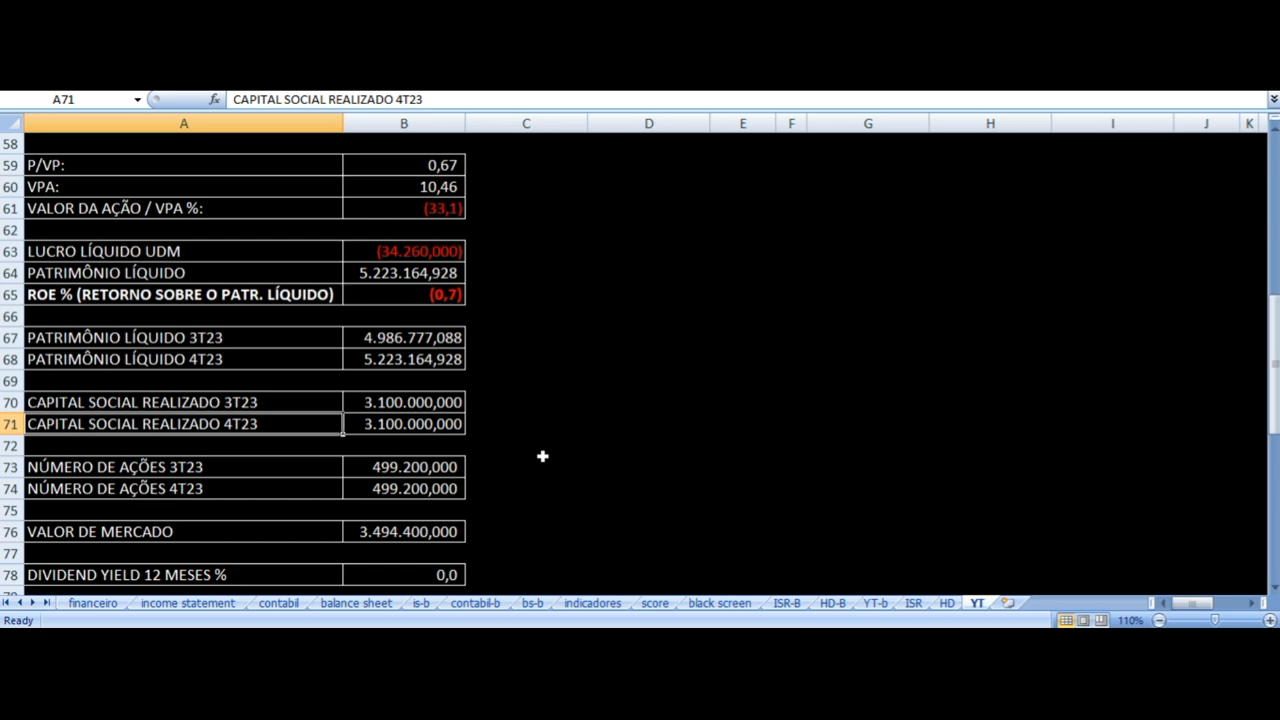 A71 fx CAPITAL SOCIAL REALIZADO 4T23
A B C D E F G H I J K
58
59 P/VP: 0,67
60 VPA: 10,46
61 VALOR DA AÇÃO / VPA %: (33,1)
62
63 LUCRO LÍQUIDO UDM (34.260,000)
64 PATRIMÔNIO LÍQUIDO 5.223.164,928
65 ROE % (RETORNO SOBRE O PATR. LÍQUIDO) (0,7)
66
67 PATRIMÔNIO LÍQUIDO 3T23 4.986.777,088
68 PATRIMÔNIO LÍQUIDO 4T23 5.223.164,928
69
70 CAPITAL SOCIAL REALIZADO 3T23 3.100.000,000
71 CAPITAL SOCIAL REALIZADO 4T23 3.100.000,000
72
73 NÚMERO DE AÇÕES 3T23 499.200,000
74 NÚMERO DE AÇÕES 4T23 499.200,000
75
76 VALOR DE MERCADO 3.494.400,000
77
78 DIVIDEND YIELD 12 MESES % 0,0
financeiro income statement contabil balance sheet is-b contabil-b bs-b indicadores score black screen ISR-B HD-B YT-b ISR HD YT
Ready 110%